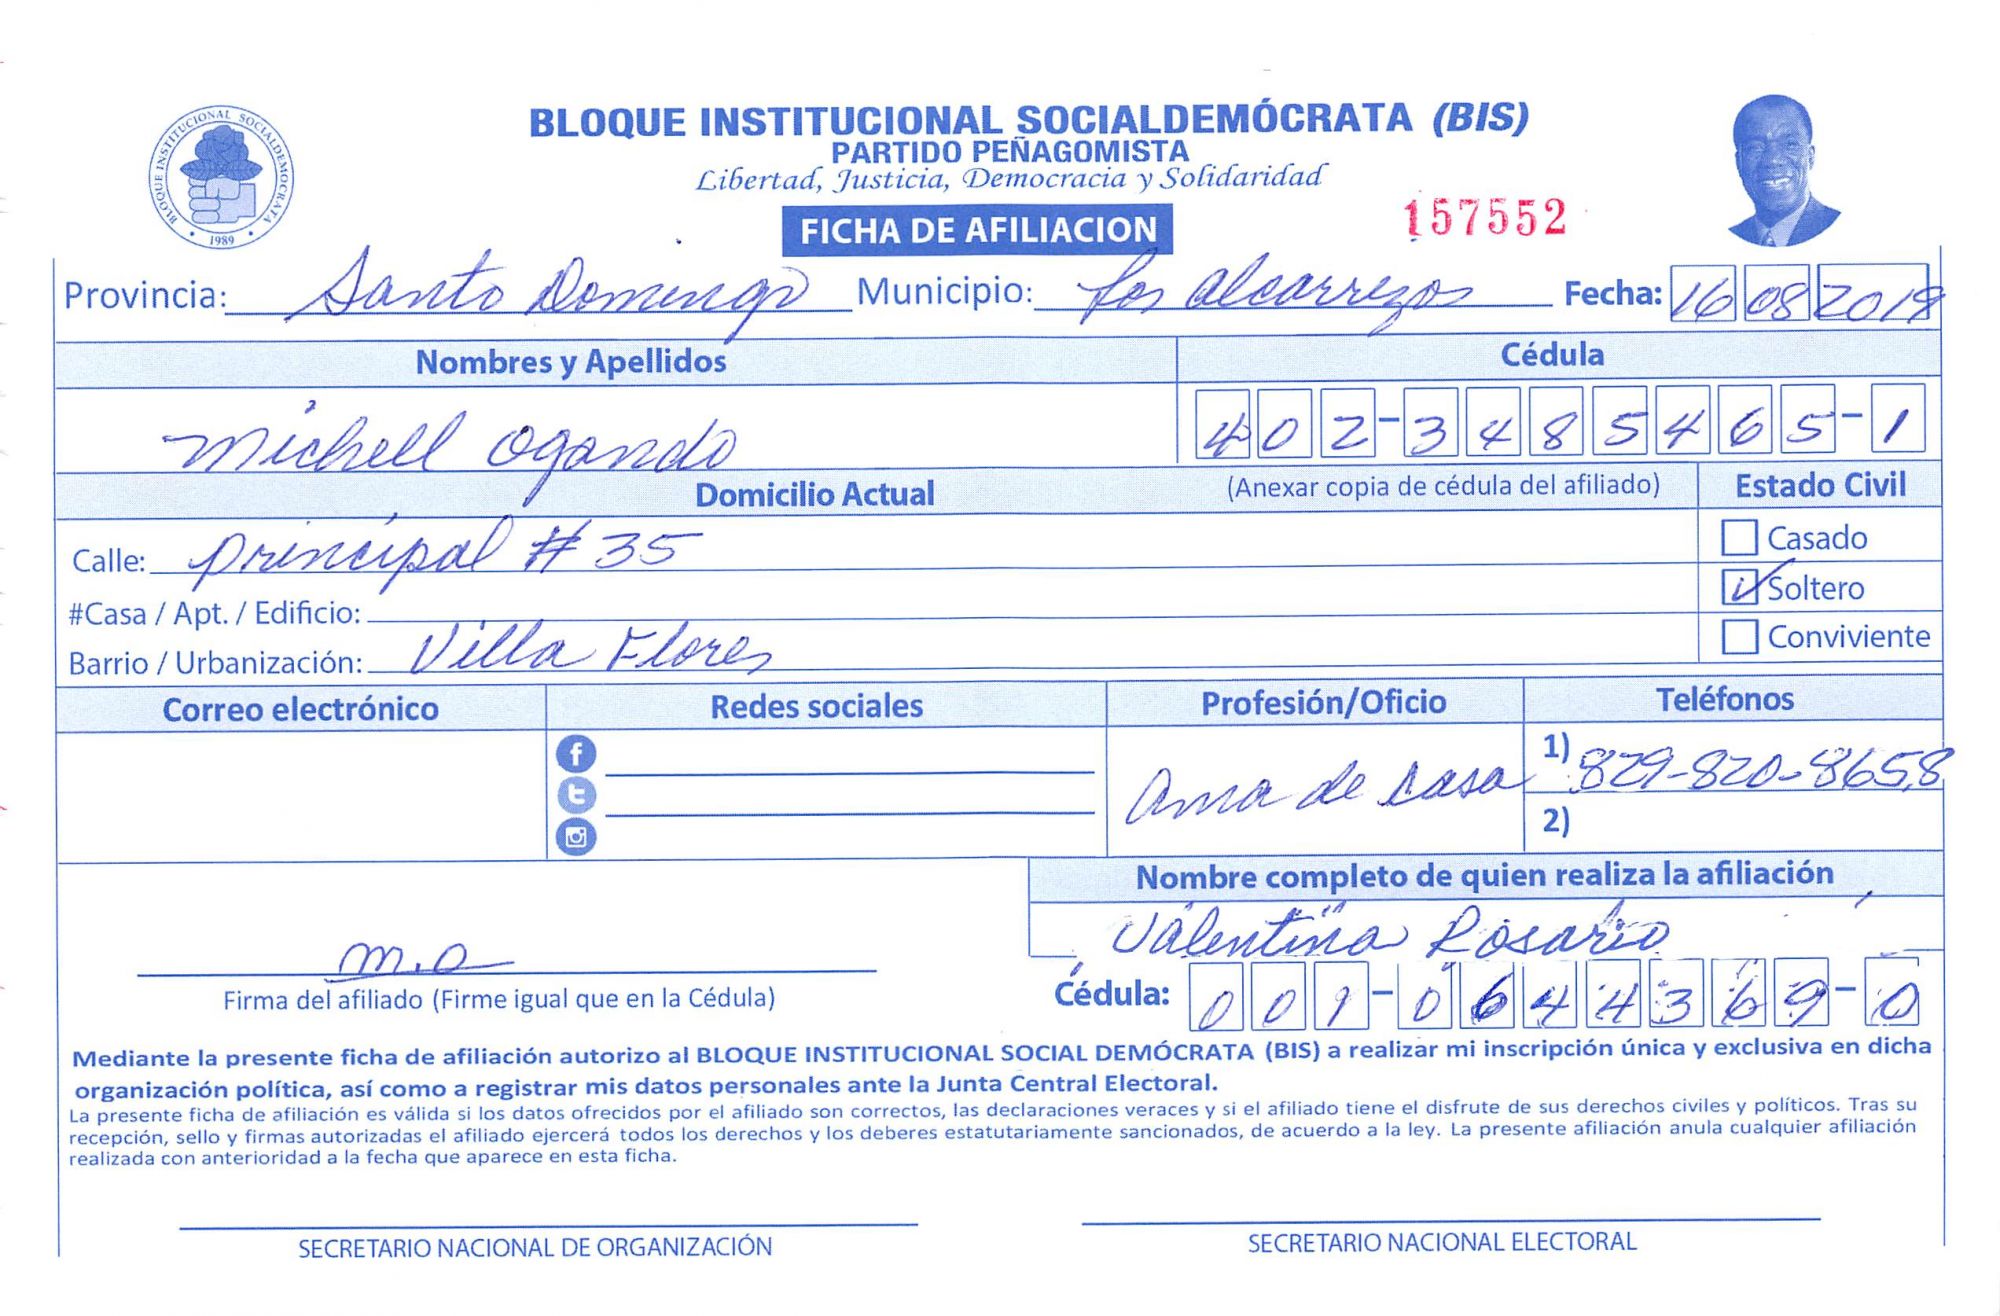 BLOQUE INSTITUCIONAL SOCIALDEMOCRATA
1989
BLOQUE INSTITUCIONAL SOCIALDEMÓCRATA (BIS)
PARTIDO PEÑAGOMISTA
Libertad, Justicia, Democracia y Solidaridad
FICHA DE AFILIACION
157552
Provincia: Santo Domingo Municipio: Los alcarrizos Fecha: 16 08 2018
Nombres y Apellidos Cédula
Michell Ogando 402-3485465-1
Domicilio Actual (Anexar copia de cédula del afiliado) Estado Civil
Calle: principal # 35 Casado
#Casa / Apt. / Edificio: Soltero
Barrio / Urbanización: Villa Flores Conviviente
Correo electrónico Redes sociales Profesión/Oficio Teléfonos
Ama de casa 1) 829-820-8658
2)
Nombre completo de quien realiza la afiliación
Valentina Rosario
m.o
Firma del afiliado (Firme igual que en la Cédula) Cédula: 001-0644369-0
Mediante la presente ficha de afiliación autorizo al BLOQUE INSTITUCIONAL SOCIAL DEMÓCRATA (BIS) a realizar mi inscripción única y exclusiva en dicha
organización política, así como a registrar mis datos personales ante la Junta Central Electoral.
La presente ficha de afiliación es válida si los datos ofrecidos por el afiliado son correctos, las declaraciones veraces y si el afiliado tiene el disfrute de sus derechos civiles y políticos. Tras su
recepción, sello y firmas autorizadas el afiliado ejercerá todos los derechos y los deberes estatutariamente sancionados, de acuerdo a la ley. La presente afiliación anula cualquier afiliación
realizada con anterioridad a la fecha que aparece en esta ficha.
SECRETARIO NACIONAL DE ORGANIZACIÓN SECRETARIO NACIONAL ELECTORAL